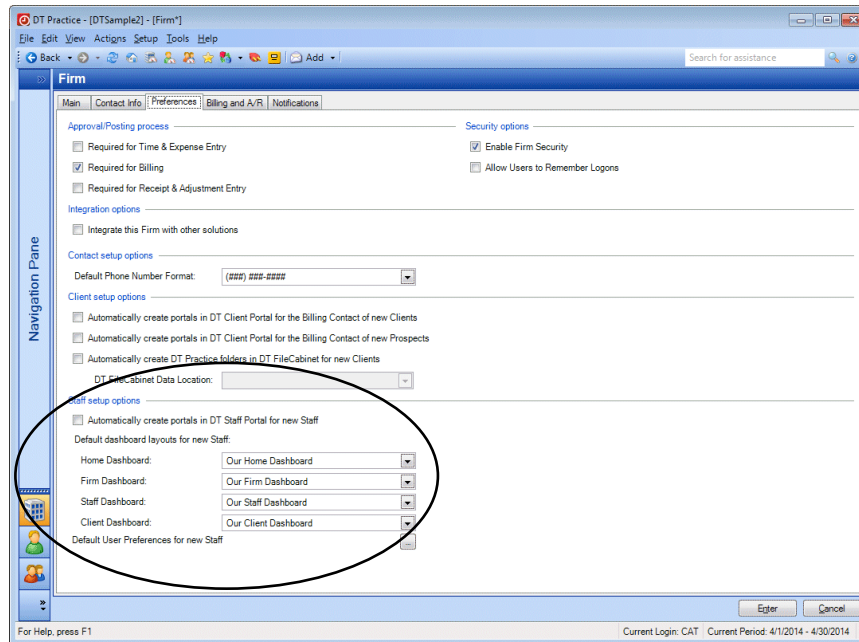 DT Practice - [DTSample2] - [Firm*]
File Edit View Actions Setup Tools Help
Back Add Search for assistance
Firm
Main Contact Info Preferences Billing and A/R Notifications
Approval/Posting process Security options
Required for Time & Expense Entry Enable Firm Security
Required for Billing Allow Users to Remember Logons
Required for Receipt & Adjustment Entry
Integration options
Integrate this Firm with other solutions
Contact setup options
Default Phone Number Format: (###) ###-####
Client setup options
Automatically create portals in DT Client Portal for the Billing Contact of new Clients
Automatically create portals in DT Client Portal for the Billing Contact of new Prospects
Automatically create DT Practice folders in DT FileCabinet for new Clients
DT FileCabinet Data Location:
Staff setup options
Automatically create portals in DT Staff Portal for new Staff
Default dashboard layouts for new Staff:
Home Dashboard: Our Home Dashboard
Firm Dashboard: Our Firm Dashboard
Staff Dashboard: Our Staff Dashboard
Client Dashboard: Our Client Dashboard
Default User Preferences for new Staff ...
Navigation Pane
Enter Cancel
For Help, press F1 Current Login: CAT Current Period: 4/1/2014 - 4/30/2014